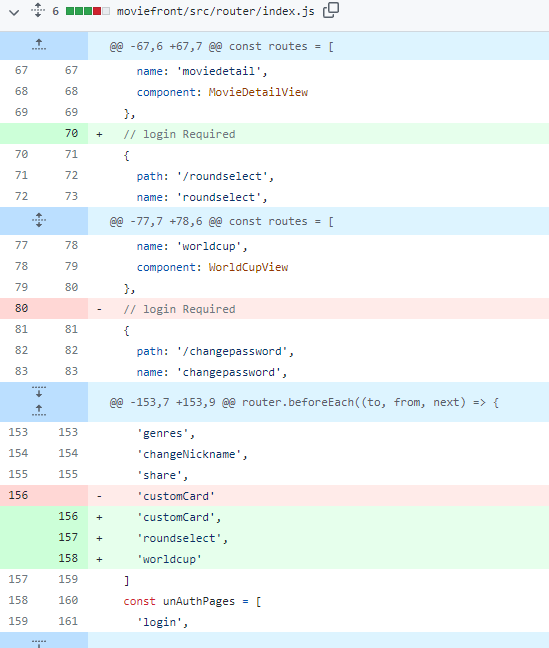 6 moviefront/src/router/index.js
@@ -67,6 +67,7 @@ const routes = [
67 67 name: 'moviedetail',
68 68 component: MovieDetailView
69 69 },
70 + // login Required
70 71 {
71 72 path: '/roundselect',
72 73 name: 'roundselect',
@@ -77,7 +78,6 @@ const routes = [
77 78 name: 'worldcup',
78 79 component: WorldCupView
79 80 },
80 - // login Required
81 81 {
82 82 path: '/changepassword',
83 83 name: 'changepassword',
@@ -153,7 +153,9 @@ router.beforeEach((to, from, next) => {
153 153 'genres',
154 154 'changeNickname',
155 155 'share',
156 - 'customCard'
156 + 'customCard',
157 + 'roundselect',
158 + 'worldcup'
157 159 ]
158 160 const unAuthPages = [
159 161 'login',